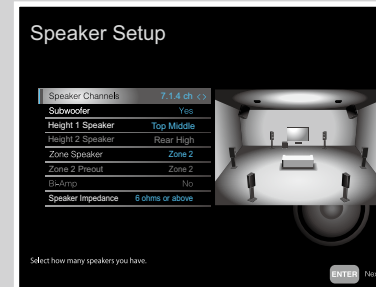 Speaker Setup
Speaker Channels 7.1.4 ch < >
Subwoofer Yes
Height 1 Speaker Top Middle
Height 2 Speaker Rear High
Zone Speaker Zone 2
Zone 2 Preout Zone 2
Bi-Amp No
Speaker Impedance 6 ohms or above
Select how many speakers you have.
ENTER